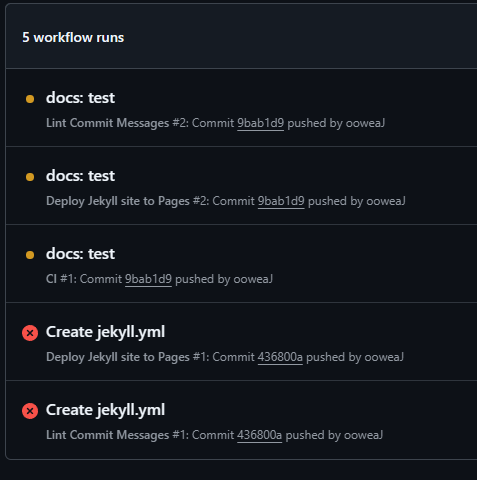 5 workflow runs
docs: test
Lint Commit Messages #2: Commit 9bab1d9 pushed by ooweaJ
docs: test
Deploy Jekyll site to Pages #2: Commit 9bab1d9 pushed by ooweaJ
docs: test
CI #1: Commit 9bab1d9 pushed by ooweaJ
Create jekyll.yml
Deploy Jekyll site to Pages #1: Commit 436800a pushed by ooweaJ
Create jekyll.yml
Lint Commit Messages #1: Commit 436800a pushed by ooweaJ